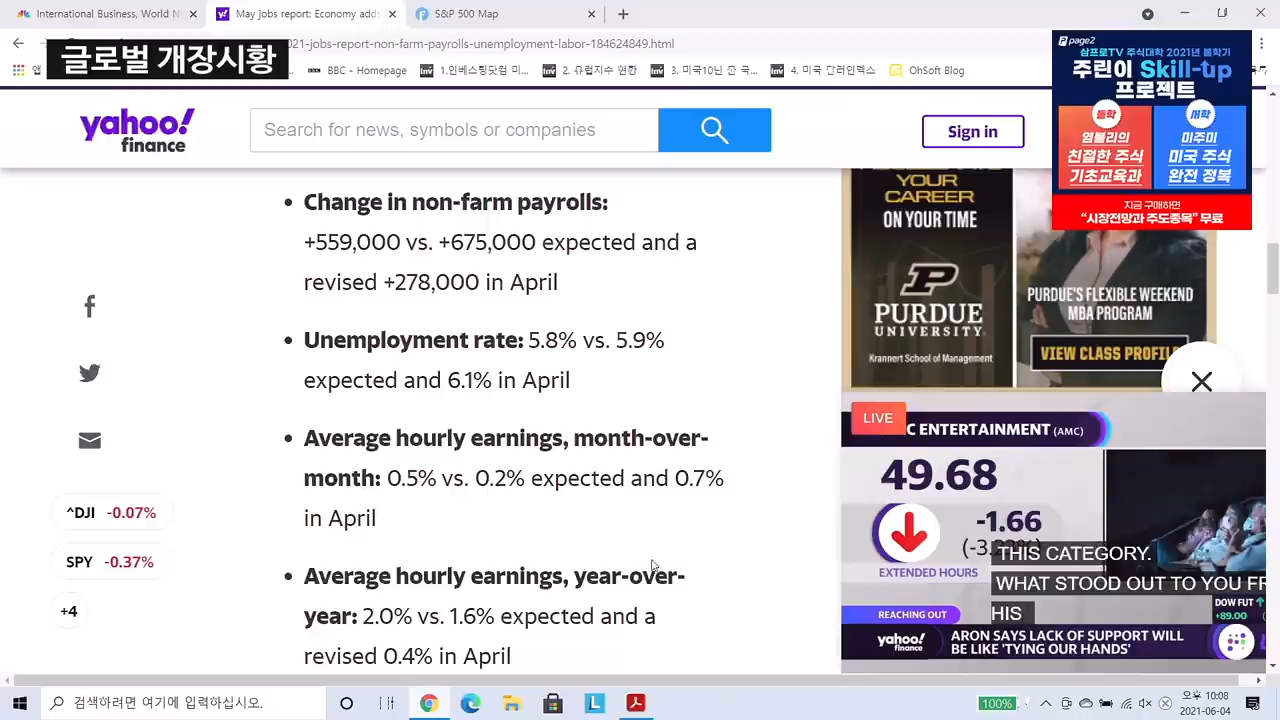 International Business, World N
May Jobs report: Economy adds
S&P 500 Map
글로벌 개장시황
021-jobs-report-non-farm-payrolls-unemployment-labor-184624849.html
BBC - Homepage
1.인베스팅닷컴 미...
2. 유럽지수 현황
3. 미국10년 준 국...
4. 미국 달러인덱스
OhSoft Blog
page2
삼프로TV 주식대학 2021년 봄학기
주린이 Skill-up
프로젝트
염블리의
친절한 주식
기초교육과
미주미
미국 주식
완전 정복
지금 구매하면
"시장전망과 주도종목" 무료
yahoo!
finance
Search for news, symbols or companies
Sign in
• Change in non-farm payrolls:
+559,000 vs. +675,000 expected and a
revised +278,000 in April
• Unemployment rate: 5.8% vs. 5.9%
expected and 6.1% in April
• Average hourly earnings, month-over-
month: 0.5% vs. 0.2% expected and 0.7%
in April
• Average hourly earnings, year-over-
year: 2.0% vs. 1.6% expected and a
revised 0.4% in April
^DJI -0.07%
SPY -0.37%
+4
YOUR
CAREER
ON YOUR TIME
PURDUE
UNIVERSITY
Krannert School of Management
PURDUE'S FLEXIBLE WEEKEND
MBA PROGRAM
VIEW CLASS PROFIL
LIVE
C ENTERTAINMENT (AMC)
49.68
-1.66
EXTENDED HOURS
THIS CATEGORY.
WHAT STOOD OUT TO YOU FR
HIS
REACHING OUT
DOW FUT
+89.00
yahoo!
finance
ARON SAYS LACK OF SUPPORT WILL
BE LIKE 'TYING OUR HANDS'
검색하려면 여기에 입력하십시오.
100%
오후 10:08
2021-06-04